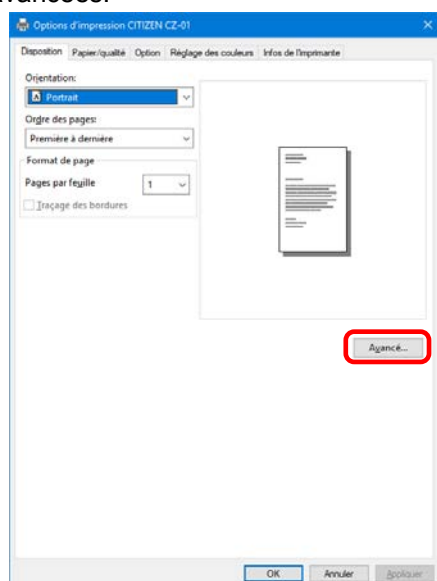 avancées.
Options d'impression CITIZEN CZ-01
Disposition Papier/qualité Option Réglage des couleurs Infos de l'imprimante
Orientation:
Portrait
Ordre des pages:
Première à dernière
Format de page
Pages par feuille 1
Traçage des bordures
Avancé...
OK Annuler Appliquer